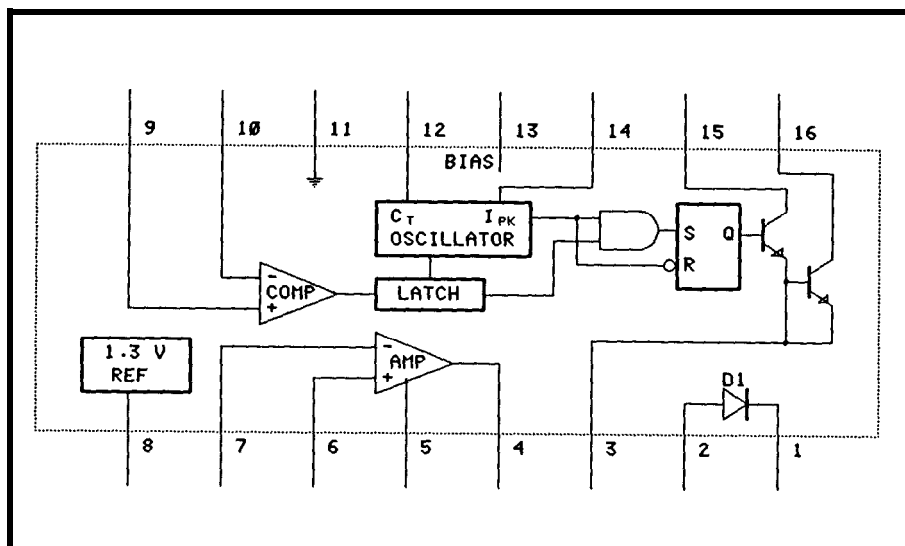 9 10 11 12 13 14 15 16
BIAS
CT IPK
OSCILLATOR
S Q
R
- COMP +
LATCH
1.3 V
REF
- AMP +
D1
8 7 6 5 4 3 2 1